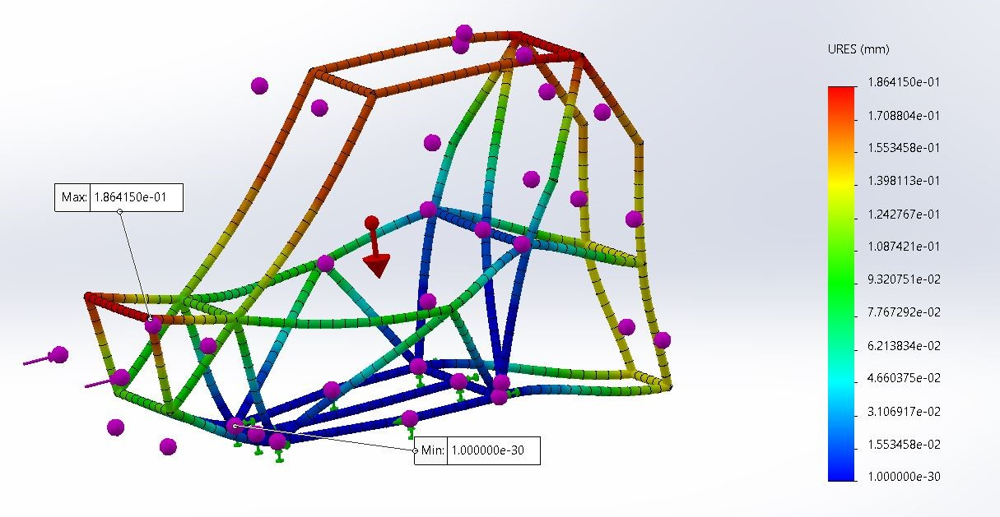 URES (mm)
1.864150e-01
1.708804e-01
1.553458e-01
1.398113e-01
1.242767e-01
1.087421e-01
9.320751e-02
7.767292e-02
6.213834e-02
4.660375e-02
3.106917e-02
1.553458e-02
1.000000e-30
Max: 1.864150e-01
Min: 1.000000e-30